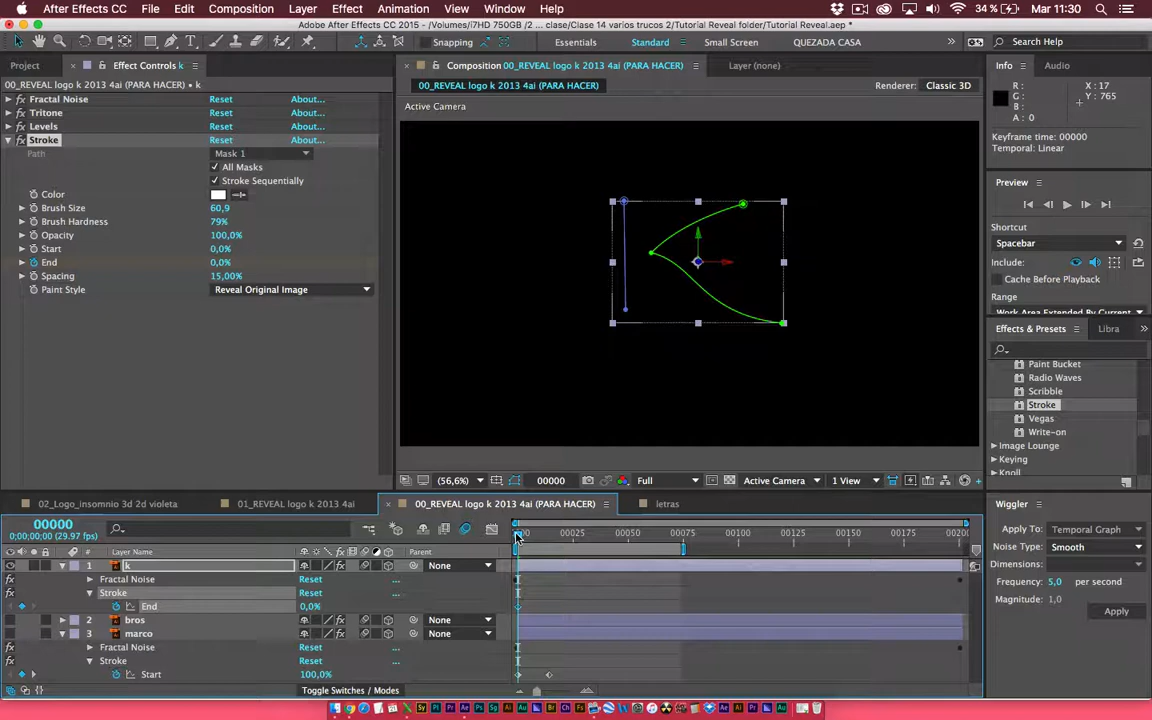 After Effects CC File Edit Composition Layer Effect Animation View Window Help 34 % Mar 11:30
Adobe After Effects CC 2015 - /Volumes/i7HD 750GB /2 ... clase/Clase 14 varios trucos 2/Tutorial Reveal folder/Tutorial Reveal.aep *
Snapping Essentials Standard Small Screen QUEZADA CASA Search Help
Project Effect Controls k
Composition 00_REVEAL logo k 2013 4ai (PARA HACER) Layer (none)
Info Audio
00_REVEAL logo k 2013 4ai (PARA HACER) • k
00_REVEAL logo k 2013 4ai (PARA HACER) Renderer: Classic 3D
Active Camera
Fractal Noise Reset About...
Tritone Reset About...
Levels Reset About...
Stroke Reset About...
Path Mask 1
All Masks
Stroke Sequentially
Color
Brush Size 60,9
Brush Hardness 79%
Opacity 100,0%
Start 0,0%
End 0,0%
Spacing 15,00%
Paint Style Reveal Original Image
R : X : 17
G : Y : 765
B :
A : 0
Keyframe time: 00000
Temporal: Linear
Preview
Shortcut
Spacebar
Include:
Cache Before Playback
Range
Work Area Extended By Current...
Effects & Presets Libra
Paint Bucket
Radio Waves
Scribble
Stroke
Vegas
Write-on
Image Lounge
Keying
Knoll
(56,6%) 00000 Full Active Camera 1 View
02_Logo_insomnio 3d 2d violeta 01_REVEAL logo k 2013 4ai 00_REVEAL logo k 2013 4ai (PARA HACER) letras
00000
0;00;00;00 (29.97 fps)
00025 00050 00075 00100 00125 00150 00175
# Layer Name Parent
1 k None
Fractal Noise Reset ...
Stroke Reset ...
End 0,0%
2 bros None
3 marco None
Fractal Noise Reset ...
Stroke Reset ...
Start 100,0%
Toggle Switches / Modes
Wiggler
Apply To: Temporal Graph
Noise Type: Smooth
Dimensions:
Frequency: 5,0 per second
Magnitude: 1,0
Apply